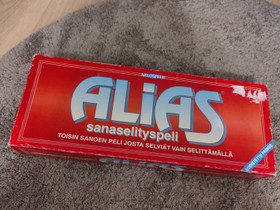 ALIAS
sanaselityspeli
TOISIN SANOEN PELI JOSTA SELVIÄT VAIN SELITTÄMÄLLÄ